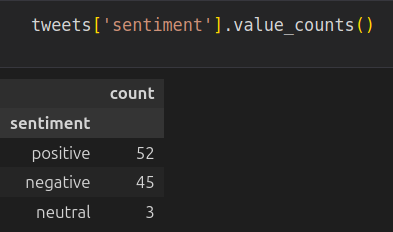 tweets['sentiment'].value_counts()
count
sentiment
positive 52
negative 45
neutral 3